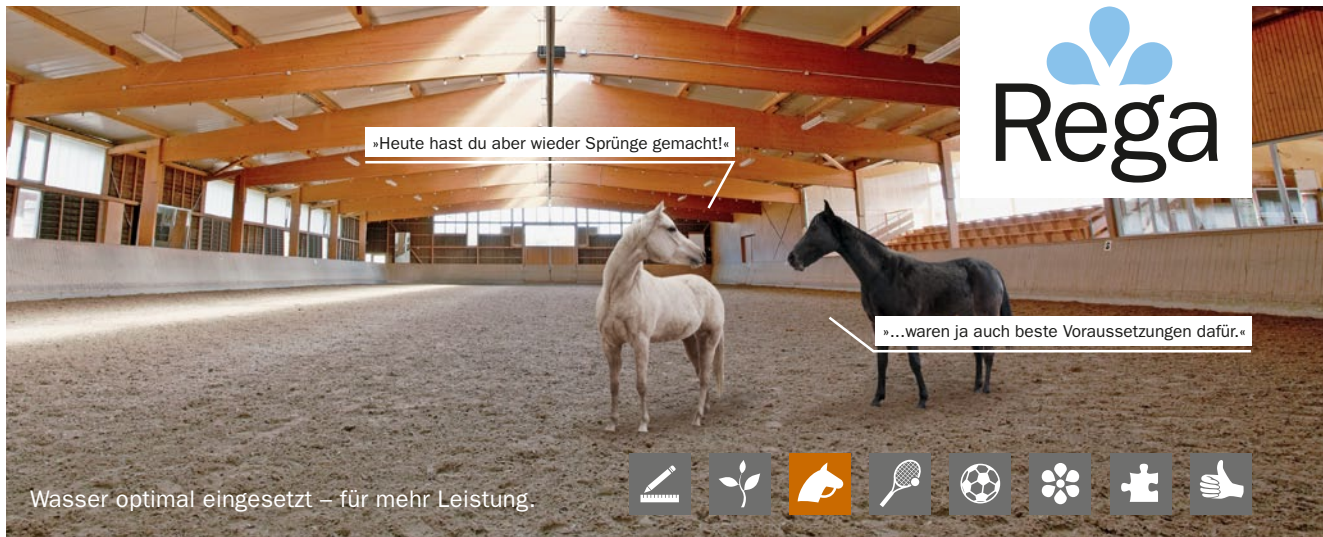 »Heute hast du aber wieder Sprünge gemacht!«
Rega
»...waren ja auch beste Voraussetzungen dafür.«
Wasser optimal eingesetzt – für mehr Leistung.